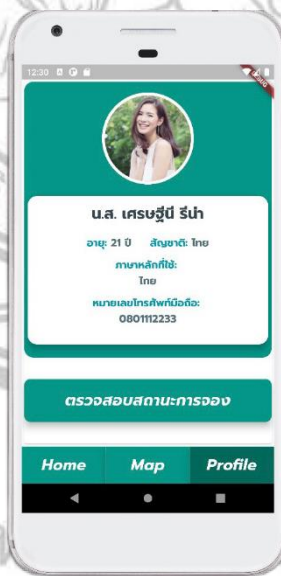 12:30
น.ส. เศรษฐีนี รีน่า
อายุ: 21 ปี สัญชาติ: ไทย
ภาษาหลักที่ใช้:
ไทย
หมายเลขโทรศัพท์มือถือ:
0801112233
ตรวจสอบสถานะการจอง
Home Map Profile